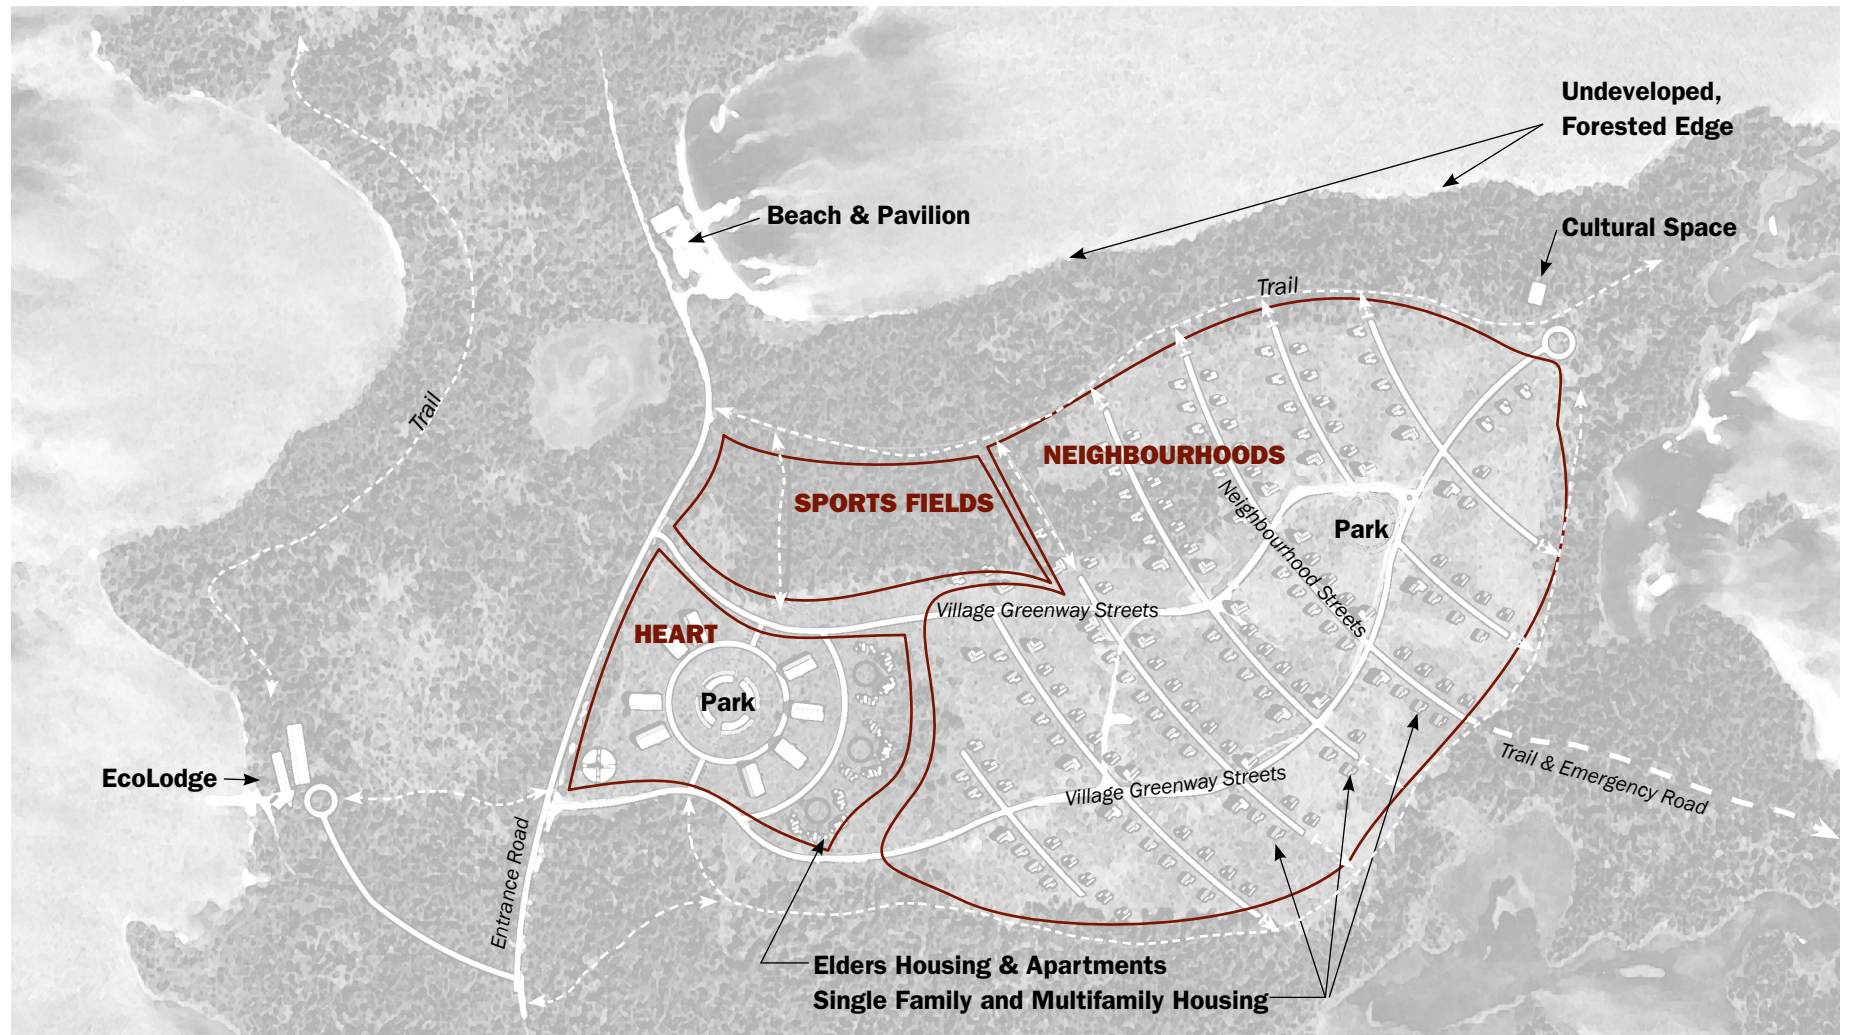 Undeveloped,
Forested Edge
Beach & Pavilion
Cultural Space
Trail
Trail
NEIGHBOURHOODS
SPORTS FIELDS
Neighbourhood Streets
Park
Village Greenway Streets
HEART
Park
EcoLodge
Village Greenway Streets
Trail & Emergency Road
Entrance Road
Elders Housing & Apartments
Single Family and Multifamily Housing